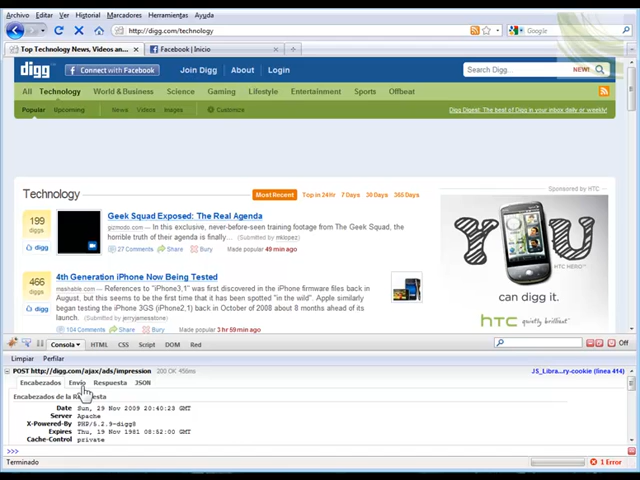 Archivo Editar Ver Historial Marcadores Herramientas Ayuda
http://digg.com/technology
Google
Top Technology News, Videos an...
Facebook | Inicio
digg
Connect with Facebook
Join Digg About Login
Search Digg...
NEW!
All Technology World & Business Science Gaming Lifestyle Entertainment Sports Offbeat
Popular Upcoming News Videos Images Customize
Digg Digest: The best of Digg in your inbox daily or weekly!
Technology
Most Recent Top in 24Hr 7 Days 30 Days 365 Days
Sponsored by HTC
199
diggs
digg
Geek Squad Exposed: The Real Agenda
gizmodo.com - In this exclusive, never-before-seen training footage from The Geek Squad, the
horrible truth of their agenda is finally... (Submitted by mklopez)
27 Comments Share Bury Made popular 49 min ago
466
diggs
digg
4th Generation iPhone Now Being Tested
mashable.com - References to "iPhone3,1" was first discovered in the iPhone firmware files back in
August, but this seems to be the first time that it has been spotted "in the wild". Apple similarly
began testing the iPhone 3GS (iPhone2,1) back in October of 2008 about 8 months ahead of its
launch. (Submitted by jerryjamesstone)
104 Comments Share Bury Made popular 3 hr 59 min ago
YOU
HTC HERO™
can digg it.
htc quietly brilliant
Consola HTML CSS Script DOM Red
Off
Limpiar Perfilar
POST http://digg.com/ajax/ads/impression 200 OK 456ms
JS_Libra...ry-cookie (línea 414)
Encabezados Envío Respuesta JSON
Encabezados de la Respuesta
Date Sun, 29 Nov 2009 20:40:23 GMT
Server Apache
X-Powered-By PHP/5.2.9-digg8
Expires Thu, 19 Nov 1981 08:52:00 GMT
Cache-Control private
>>>
Terminado
1 Error